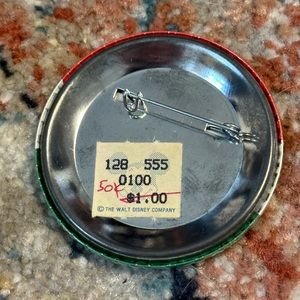 128 555
0100
50¢ $1.00
© THE WALT DISNEY COMPANY